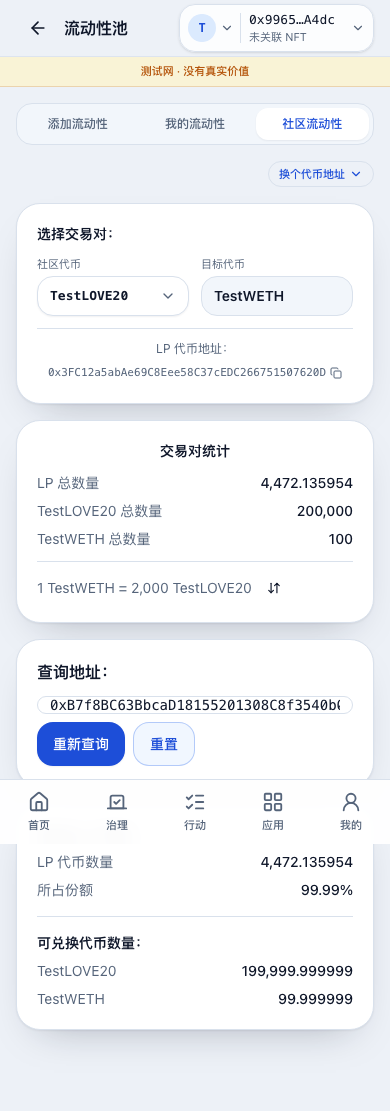 流动性池
T
0x9965…A4dc
未关联 NFT
测试网 · 没有真实价值
添加流动性
我的流动性
社区流动性
换个代币地址
选择交易对：
社区代币
目标代币
TestLOVE20
TestWETH
LP 代币地址：
0x3FC12a5abAe69C8Eee58C37cEDC266751507620D
交易对统计
LP 总数量
4,472.135954
TestLOVE20 总数量
200,000
TestWETH 总数量
100
1 TestWETH = 2,000 TestLOVE20
查询地址：
0xB7f8BC63BbcaD18155201308C8f3540b0
重新查询
重置
首页
治理
行动
应用
我的
LP 代币数量
4,472.135954
所占份额
99.99%
可兑换代币数量：
TestLOVE20
199,999.999999
TestWETH
99.999999